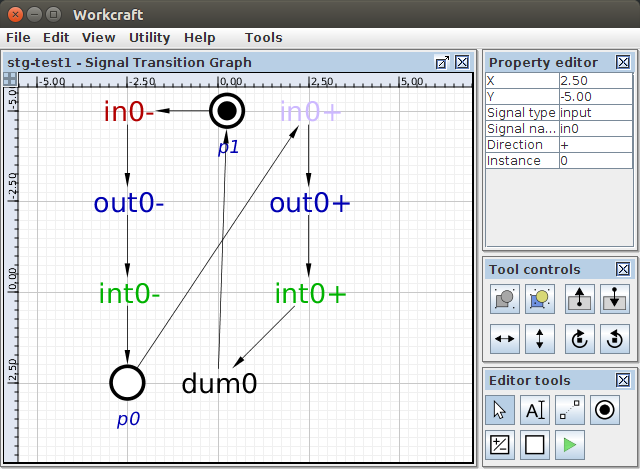 Workcraft
File Edit View Utility Help Tools
stg-test1 - Signal Transition Graph
-5,00 -2,50 0,00 2,50 5,00
-5,00
-2,50
0,00
2,50
in0-
in0+
p1
out0-
out0+
int0-
int0+
dum0
p0
Property editor
X 2.50
Y -5.00
Signal type input
Signal na... in0
Direction +
Instance 0
Tool controls
Editor tools
A